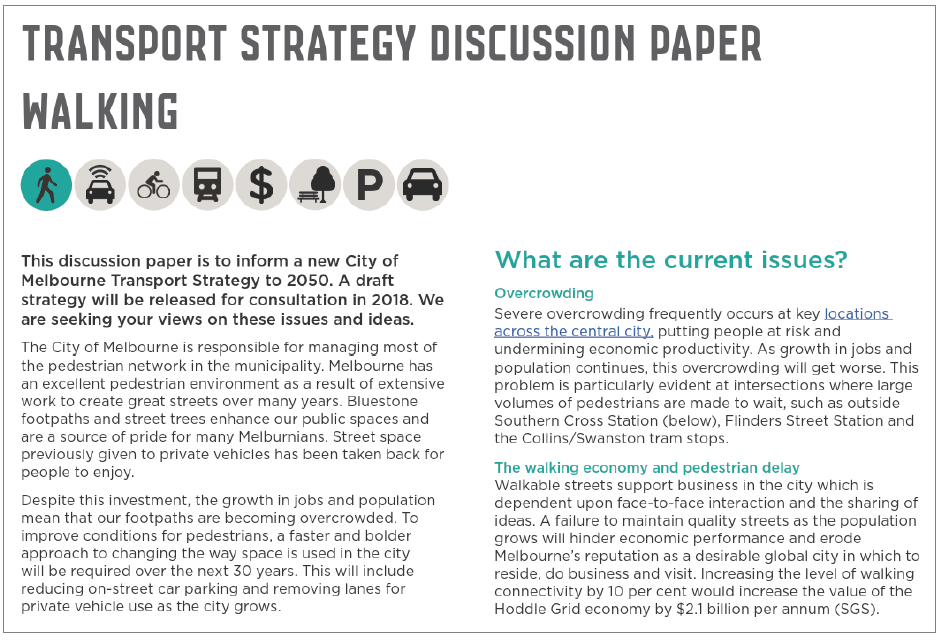 TRANSPORT STRATEGY DISCUSSION PAPER
WALKING
$
P
This discussion paper is to inform a new City of
Melbourne Transport Strategy to 2050. A draft
strategy will be released for consultation in 2018. We
are seeking your views on these issues and ideas.
The City of Melbourne is responsible for managing most of
the pedestrian network in the municipality. Melbourne has
an excellent pedestrian environment as a result of extensive
work to create great streets over many years. Bluestone
footpaths and street trees enhance our public spaces and
are a source of pride for many Melburnians. Street space
previously given to private vehicles has been taken back for
people to enjoy.
Despite this investment, the growth in jobs and population
mean that our footpaths are becoming overcrowded. To
improve conditions for pedestrians, a faster and bolder
approach to changing the way space is used in the city
will be required over the next 30 years. This will include
reducing on-street car parking and removing lanes for
private vehicle use as the city grows.
What are the current issues?
Overcrowding
Severe overcrowding frequently occurs at key locations
across the central city, putting people at risk and
undermining economic productivity. As growth in jobs and
population continues, this overcrowding will get worse. This
problem is particularly evident at intersections where large
volumes of pedestrians are made to wait, such as outside
Southern Cross Station (below), Flinders Street Station and
the Collins/Swanston tram stops.
The walking economy and pedestrian delay
Walkable streets support business in the city which is
dependent upon face-to-face interaction and the sharing of
ideas. A failure to maintain quality streets as the population
grows will hinder economic performance and erode
Melbourne's reputation as a desirable global city in which to
reside, do business and visit. Increasing the level of walking
connectivity by 10 per cent would increase the value of the
Hoddle Grid economy by $2.1 billion per annum (SGS).